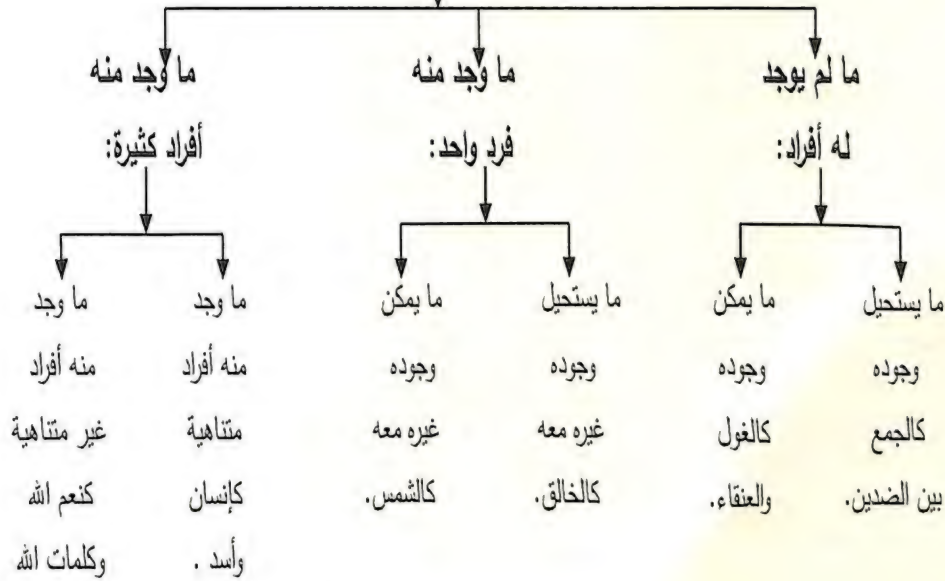 ما لم يوجد
له أفراد:
ما يستحيل
وجوده
كالجمع
بين الضدين.
ما يمكن
وجوده
كالغول
والعنقاء.
ما وجد منه
فرد واحد:
ما يستحيل
وجوده
غيره معه
كالخالق.
ما يمكن
وجوده
غيره معه
كالشمس.
ما وجد منه
أفراد كثيرة:
ما وجد
منه أفراد
متناهية
كإنسان
وأسد .
ما وجد
منه أفراد
غير متناهية
كنعم الله
وكلمات الله